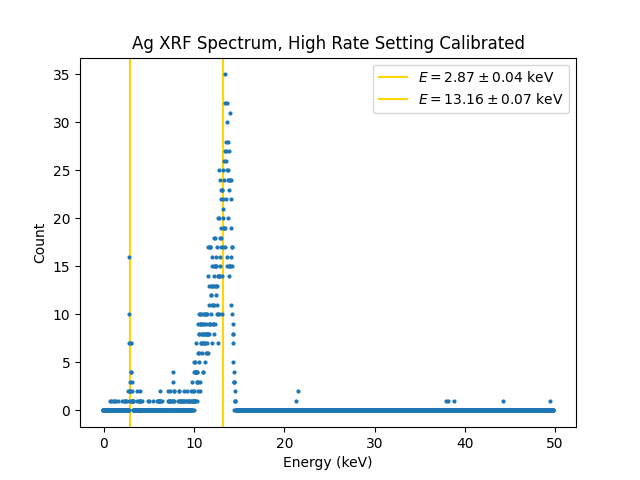 Ag XRF Spectrum, High Rate Setting Calibrated
E = 2.87 ± 0.04 keV
E = 13.16 ± 0.07 keV
35
30
25
20
15
10
5
0
Count
0 10 20 30 40 50
Energy (keV)